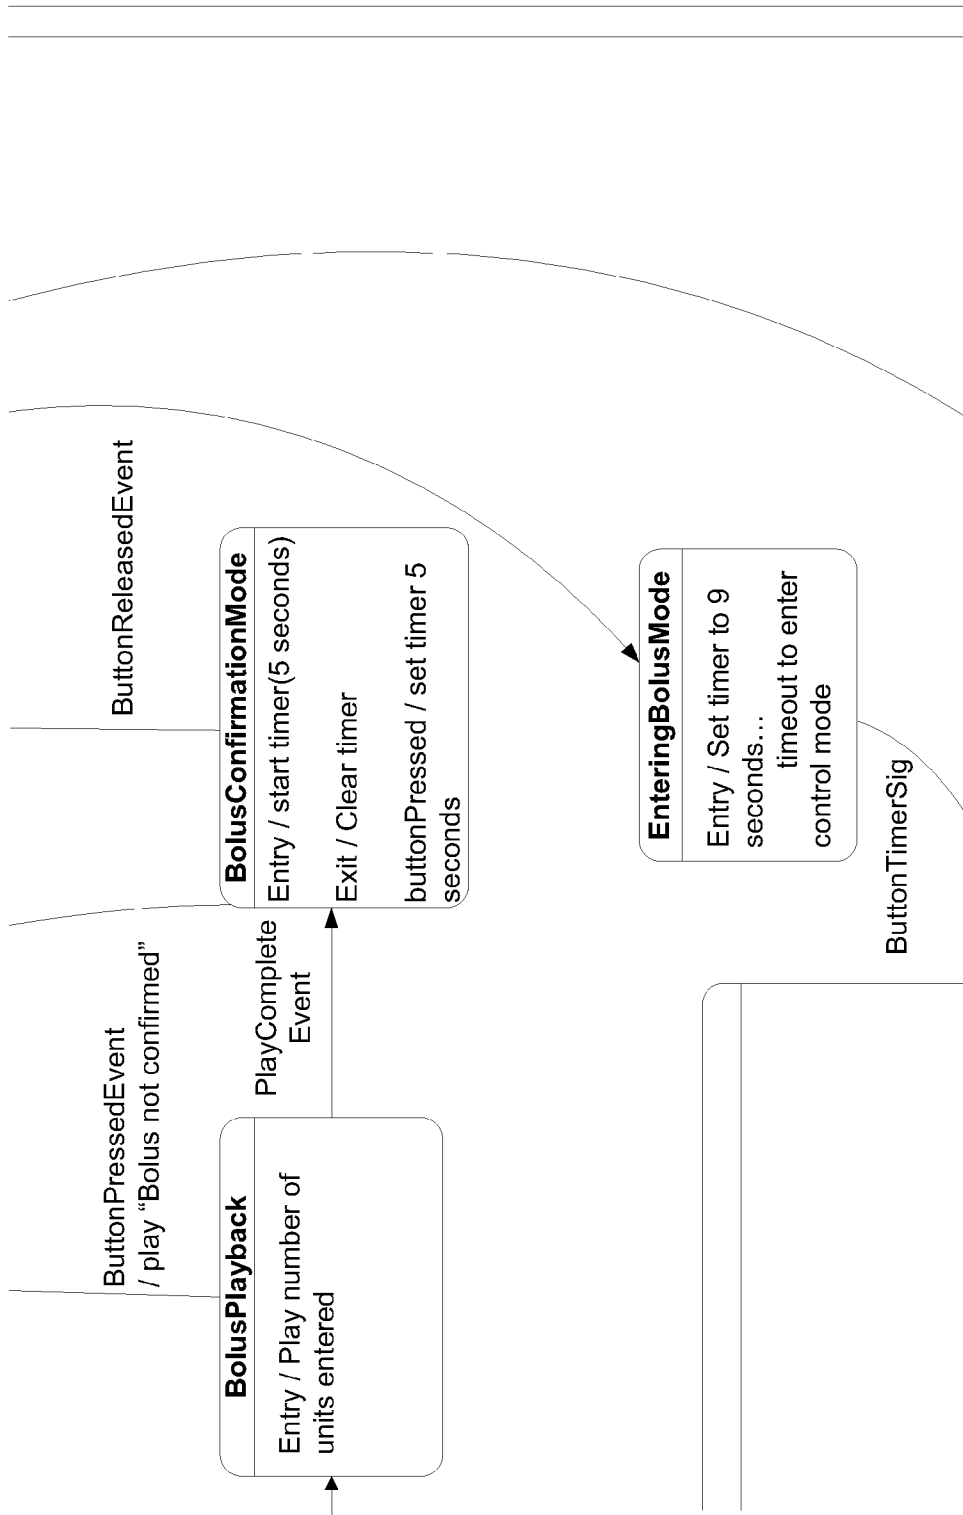 ButtonPressedEvent
/ play “Bolus not confirmed”
ButtonReleasedEvent
BolusPlayback
Entry / Play number of
units entered
PlayComplete
Event
BolusConfirmationMode
Entry / start timer(5 seconds)
Exit / Clear timer
buttonPressed / set timer 5
seconds
EnteringBolusMode
Entry / Set timer to 9
seconds…
timeout to enter
control mode
ButtonTimerSig